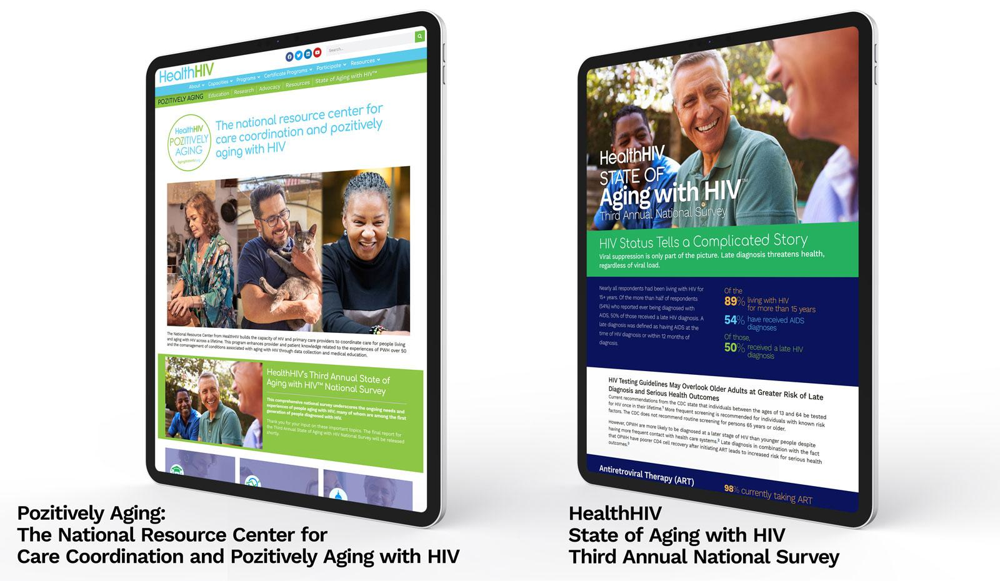 HealthHIV
Search...
About
Capacities
Programs
Certificate Programs
Participate
Resources
POZITIVELY AGING
Education
Research
Advocacy
Resources
State of Aging with HIV™
HealthHIV
POZITIVELY
AGING
The national resource center for
care coordination and pozitively
aging with HIV
The National Resource Center from HealthHIV builds the capacity of HIV and primary care providers to coordinate care for people living
and aging with HIV across a lifetime. This program enhances provider and patient knowledge related to the experiences of PWH over 50
and the comanagement of conditions associated with aging with HIV through data collection and medical education.
HealthHIV's Third Annual State of
Aging with HIV™ National Survey
This comprehensive national survey underscores the ongoing needs and
experiences of people aging with HIV; many of whom are among the first
generation of people diagnosed with HIV.
Thank you for your input on these important topics. The final report for
the Third Annual State of Aging with HIV National Survey will be released
shortly.
Pozitively Aging:
The National Resource Center for
Care Coordination and Pozitively Aging with HIV
HealthHIV
STATE OF
Aging with HIV™
Third Annual National Survey
HIV Status Tells a Complicated Story
Viral suppression is only part of the picture. Late diagnosis threatens health,
regardless of viral load.
Nearly all respondents had been living with HIV for
15+ years. Of the more than half of respondents
(54%) who reported ever being diagnosed with
AIDS, 50% of those received a late HIV diagnosis. A
late diagnosis was defined as having AIDS at the
time of HIV diagnosis or within 12 months of
diagnosis.
Of the
89% living with HIV
for more than 15 years
54% have received AIDS
diagnoses
Of those,
50% received a late HIV
diagnosis
HIV Testing Guidelines May Overlook Older Adults at Greater Risk of Late
Diagnosis and Serious Health Outcomes
Current recommendations from the CDC state that individuals between the ages of 13 and 64 be tested
for HIV once in their lifetime.¹ More frequent screening is recommended for individuals with known risk
factors. The CDC does not recommend routine screening for persons 65 years or older.
However, OPWH are more likely to be diagnosed at a later stage of HIV than younger people despite
having more frequent contact with health care systems.² Late diagnosis in combination with the fact
that OPWH have poorer CD4 cell recovery after initiating ART leads to increased risk for serious health
outcomes.³
Antiretroviral Therapy (ART)
98% currently taking ART
HealthHIV
State of Aging with HIV
Third Annual National Survey